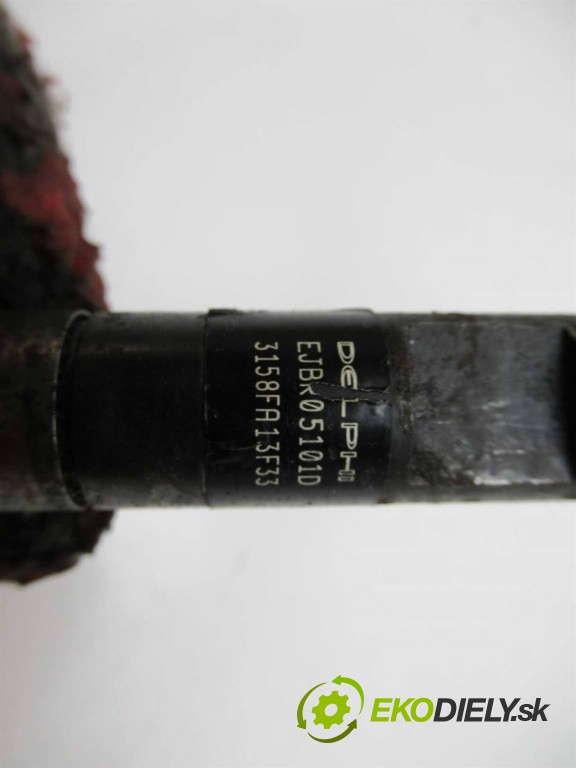 DELPHI
EJBR05101D
3158FA13F33
EKODIELY.sk